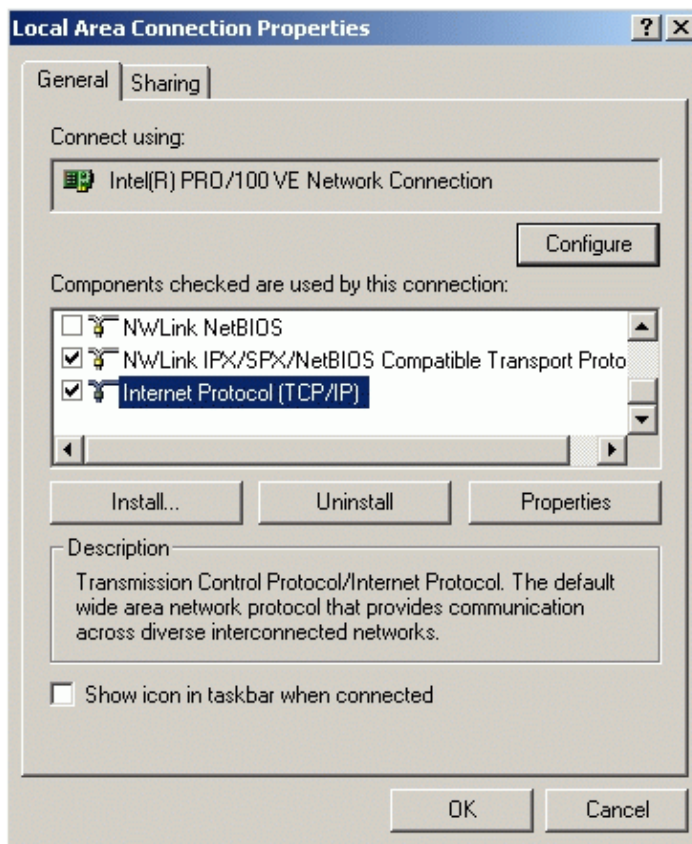 Local Area Connection Properties
General
Sharing
Connect using:
Intel(R) PRO/100 VE Network Connection
Configure
Components checked are used by this connection:
NWLink NetBIOS
NWLink IPX/SPX/NetBIOS Compatible Transport Proto
Internet Protocol (TCP/IP)
Install...
Uninstall
Properties
Description
Transmission Control Protocol/Internet Protocol. The default
wide area network protocol that provides communication
across diverse interconnected networks.
Show icon in taskbar when connected
OK
Cancel